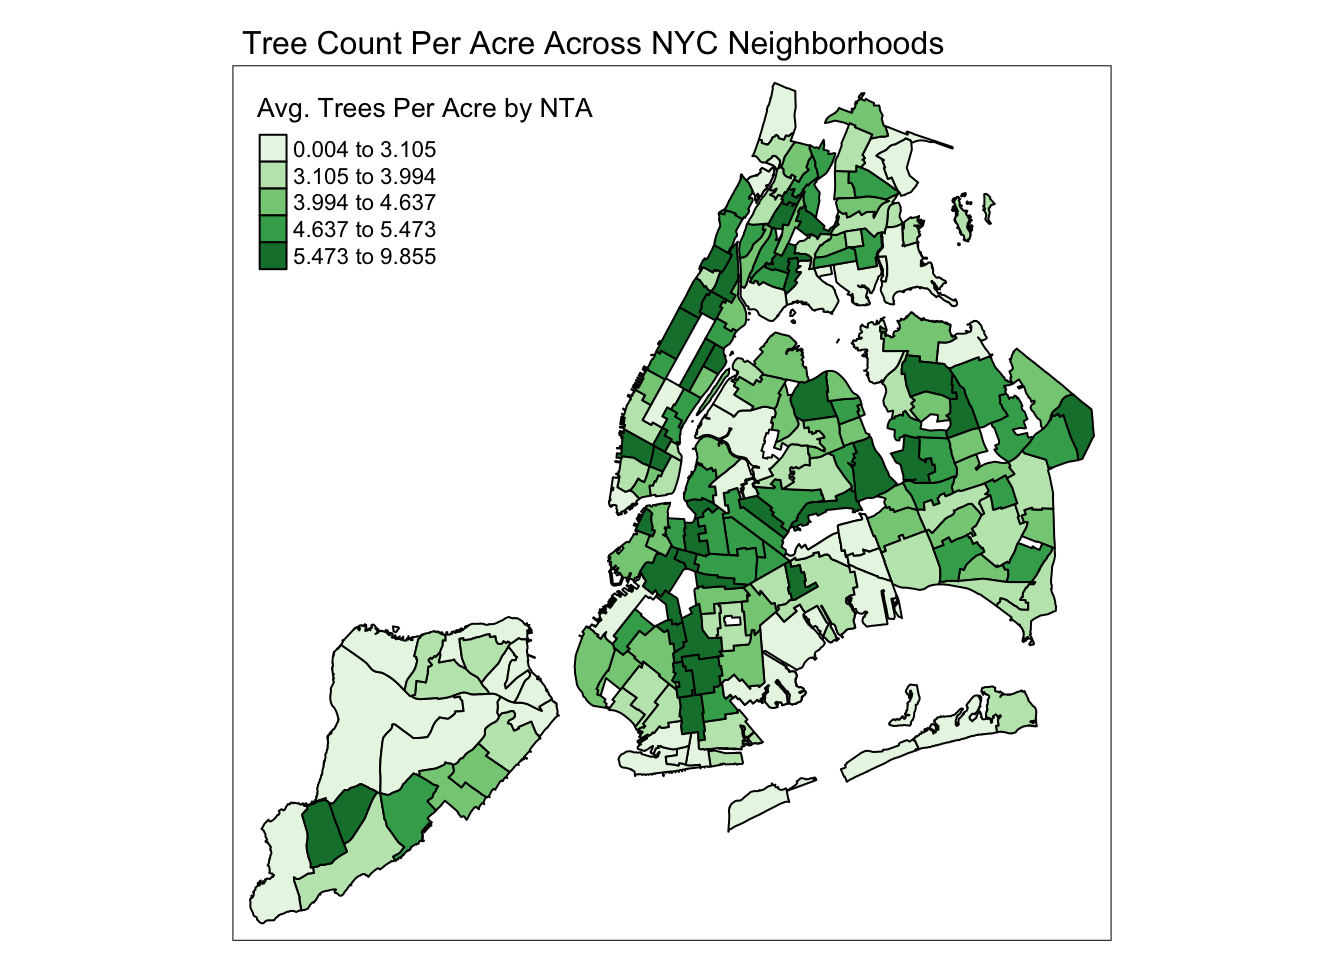 Tree Count Per Acre Across NYC Neighborhoods
Avg. Trees Per Acre by NTA
0.004 to 3.105
3.105 to 3.994
3.994 to 4.637
4.637 to 5.473
5.473 to 9.855